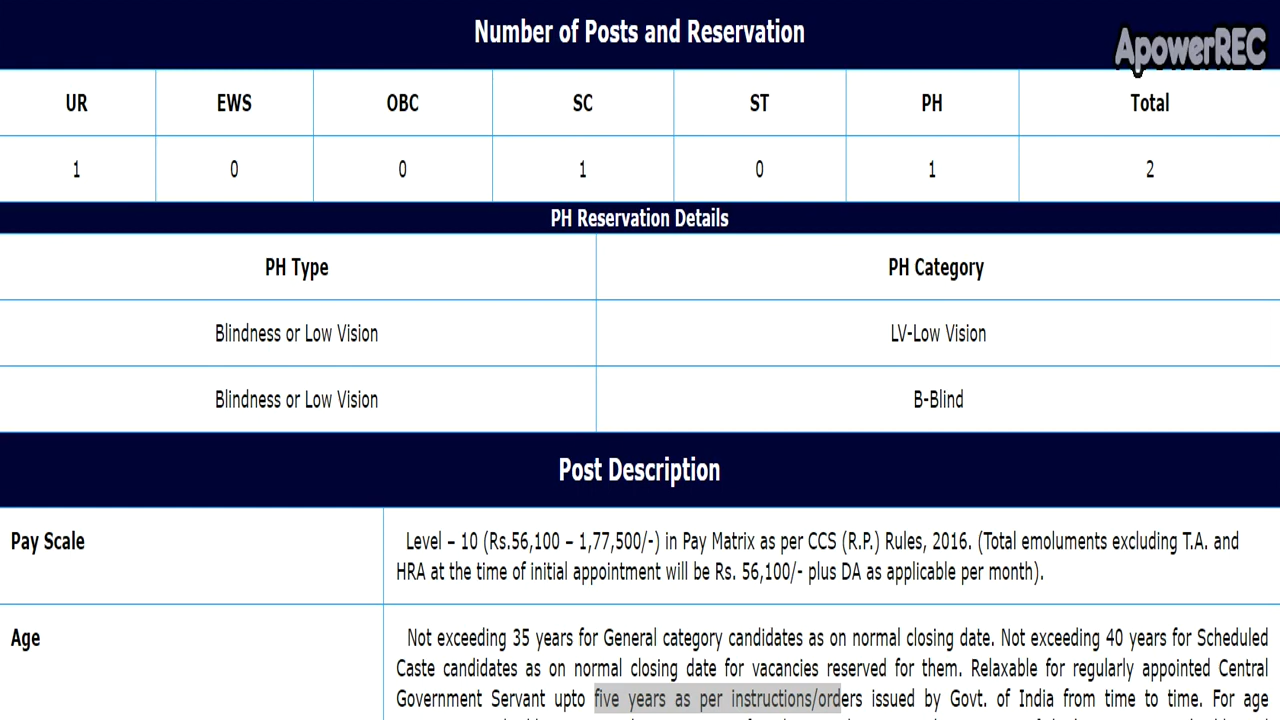 Number of Posts and Reservation
ApowerREC
UR EWS OBC SC ST PH Total
1 0 0 1 0 1 2
PH Reservation Details
PH Type PH Category
Blindness or Low Vision LV-Low Vision
Blindness or Low Vision B-Blind
Post Description
Pay Scale Level – 10 (Rs.56,100 – 1,77,500/-) in Pay Matrix as per CCS (R.P.) Rules, 2016. (Total emoluments excluding T.A. and
HRA at the time of initial appointment will be Rs. 56,100/- plus DA as applicable per month).
Age Not exceeding 35 years for General category candidates as on normal closing date. Not exceeding 40 years for Scheduled
Caste candidates as on normal closing date for vacancies reserved for them. Relaxable for regularly appointed Central
Government Servant upto five years as per instructions/orders issued by Govt. of India from time to time. For age